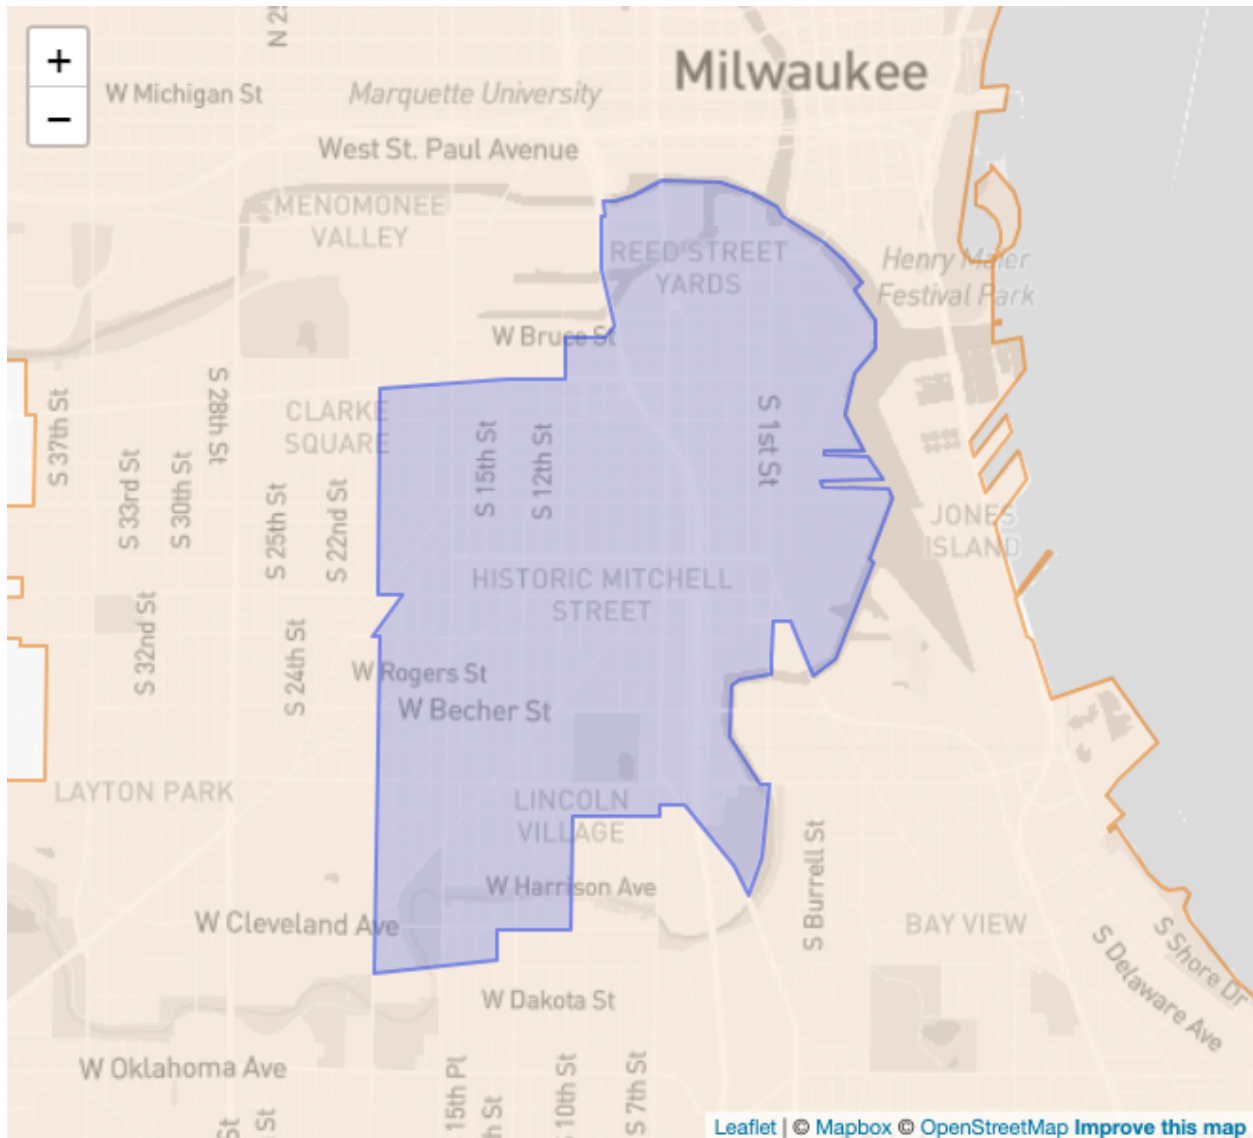 +
−
N 25
Milwaukee
W Michigan St
Marquette University
West St. Paul Avenue
MENOMONEE
VALLEY
REED STREET
YARDS
Henry Maier
Festival Park
W Bruce St
S 37th St
S 28th St
CLARKE
SQUARE
S 1st St
S 33rd St
S 30th St
S 15th St
S 12th St
S 25th St
S 22nd St
JONES
ISLAND
HISTORIC MITCHELL
STREET
S 32nd St
S 24th St
W Rogers St
W Becher St
LAYTON PARK
LINCOLN
VILLAGE
S Burrell St
W Harrison Ave
W Cleveland Ave
BAY VIEW
S Shore Dr
S Delaware Ave
W Dakota St
W Oklahoma Ave
15th Pl
S 10th St
S 7th St
St
St
h St
Leaflet | © Mapbox © OpenStreetMap Improve this map